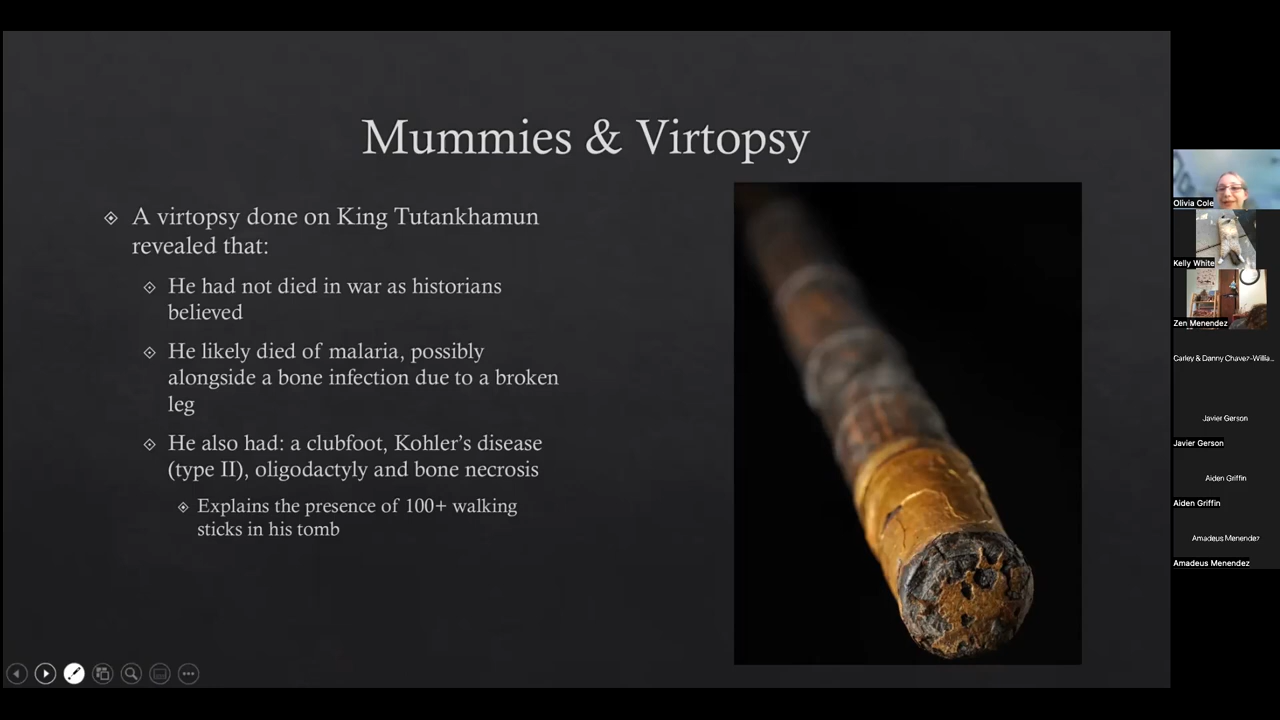 Mummies & Virtopsy
A virtopsy done on King Tutankhamun
revealed that:
He had not died in war as historians
believed
He likely died of malaria, possibly
alongside a bone infection due to a broken
leg
He also had: a clubfoot, Kohler's disease
(type II), oligodactyly and bone necrosis
Explains the presence of 100+ walking
sticks in his tomb
Olivia Cole
Kelly White
Zen Menendez
Carley & Danny Chavez-Willia...
Javier Gerson
Javier Gerson
Aiden Griffin
Aiden Griffin
Amadeus Menendez
Amadeus Menendez